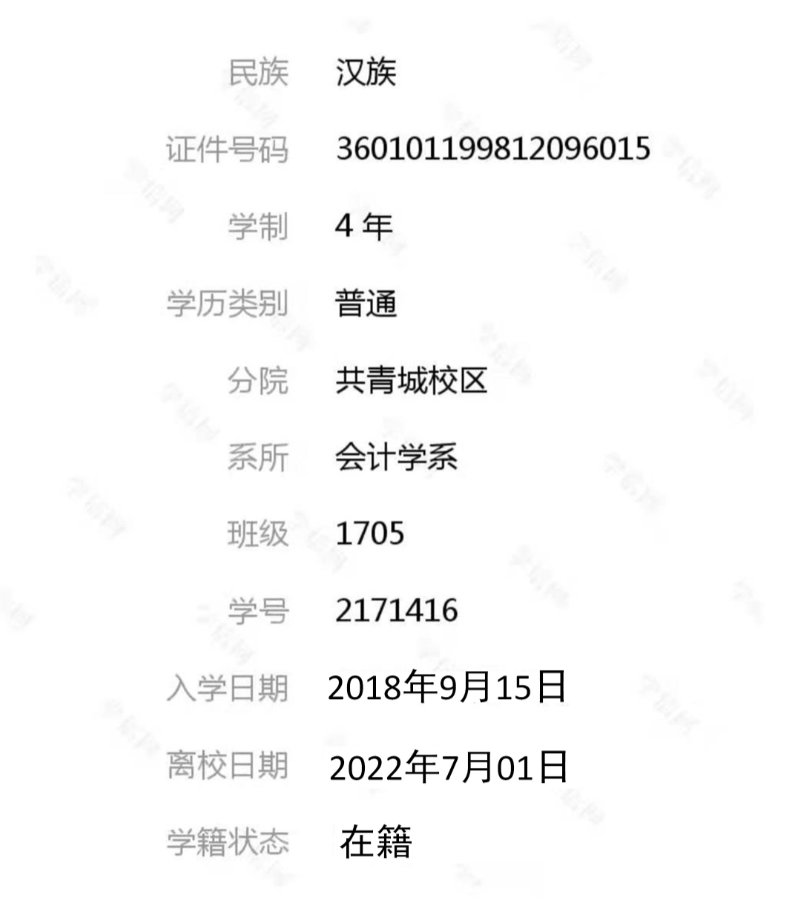 民族 汉族
证件号码 360101199812096015
学制 4 年
学历类别 普通
分院 共青城校区
系所 会计学系
班级 1705
学号 2171416
入学日期 2018年9月15日
离校日期 2022年7月01日
学籍状态 在籍
学信网